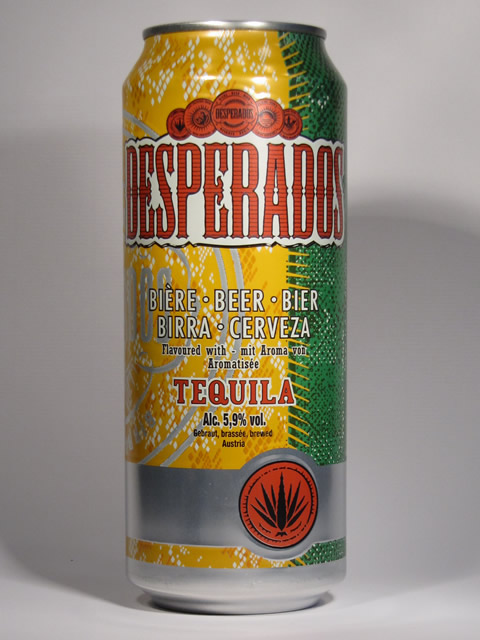 DESPERADOS
DESPERADOS
BIÈRE · BEER · BIER
BIRRA · CERVEZA
Flavoured with - mit Aroma von
Aromatisée
TEQUILA
Alc. 5,9% vol.
Gebraut, brassée, brewed
Austria